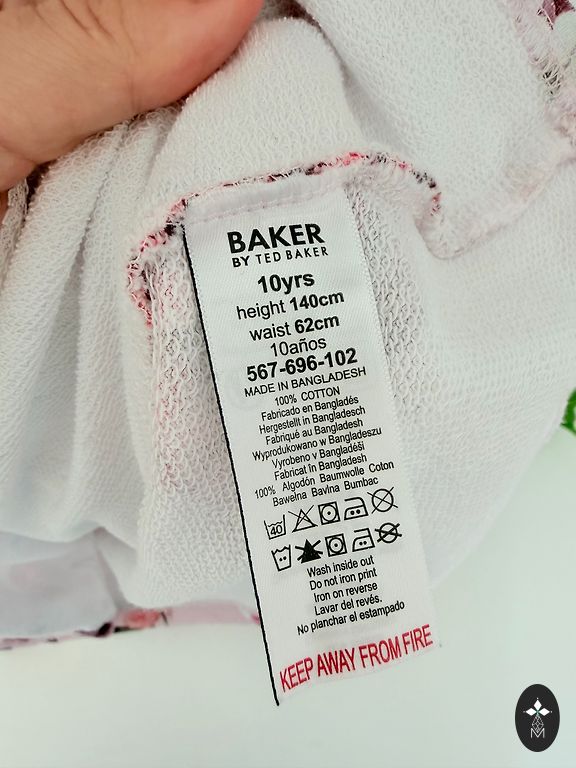 BAKER
BY TED BAKER
10yrs
height 140cm
waist 62cm
10años
567-696-102
MADE IN BANGLADESH
100% COTTON
Fabricado en Bangladés
Hergestellt in Bangladesch
Fabriqué au Bangladesh
Wyprodukowano w Bangladeszu
Vyrobeno v Bangladéši
Fabricat în Bangladesh
100% Algodón Baumwolle Coton
Bawełna Bavlna Bumbac
40
Wash inside out
Do not iron print
Iron on reverse
Lavar del revés.
No planchar el estampado
KEEP AWAY FROM FIRE
M